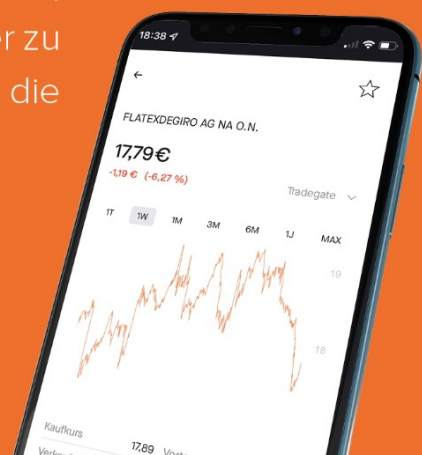 er zu
die
18:38
FLATEXDEGIRO AG NA O.N.
17,79 €
-1,19 € (-6,27 %)
Tradegate
1T 1W 1M 3M 6M 1J MAX
19
18
Kaufkurs
17,89